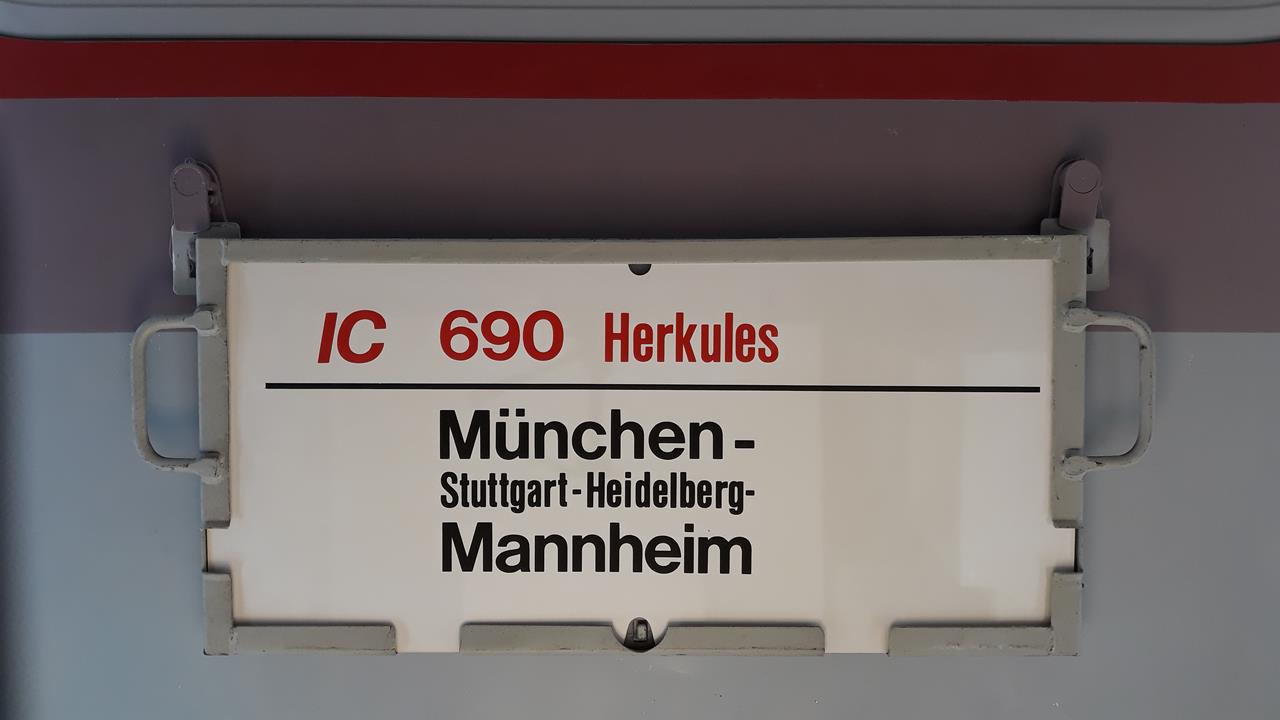 IC 690 Herkules
München-
Stuttgart-Heidelberg-
Mannheim